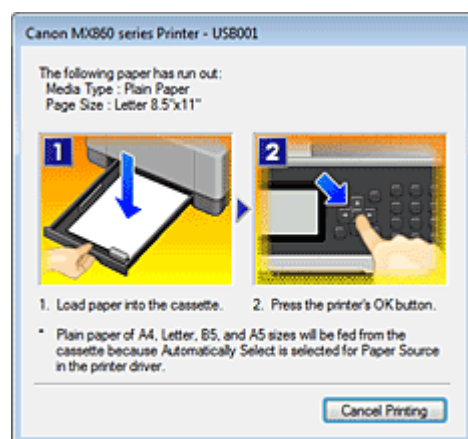 Canon MX860 series Printer - USB001
The following paper has run out:
Media Type : Plain Paper
Page Size : Letter 8.5"x11"
1
2
1. Load paper into the cassette.
2. Press the printer's OK button.
* Plain paper of A4, Letter, B5, and A5 sizes will be fed from the
cassette because Automatically Select is selected for Paper Source
in the printer driver.
Cancel Printing